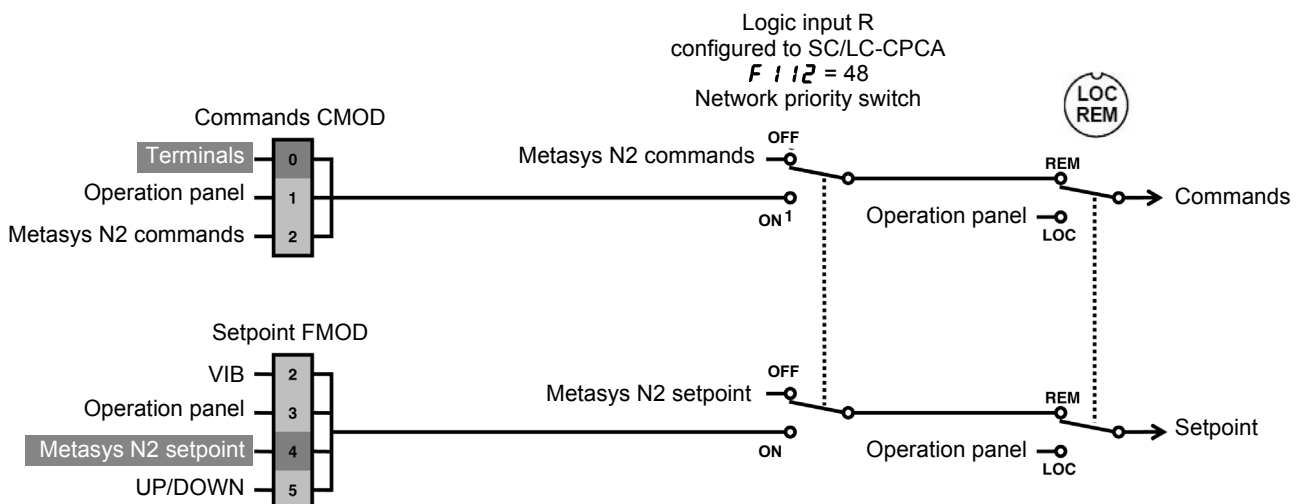 Logic input R
configured to SC/LC-CPCA
F112 = 48
Network priority switch
LOC
REM
Commands CMOD
Terminals
0
Operation panel
1
Metasys N2 commands
2
Metasys N2 commands
OFF
ON 1
REM
Operation panel
LOC
Commands
Setpoint FMOD
VIB
2
Operation panel
3
Metasys N2 setpoint
4
UP/DOWN
5
Metasys N2 setpoint
OFF
ON
REM
Operation panel
LOC
Setpoint